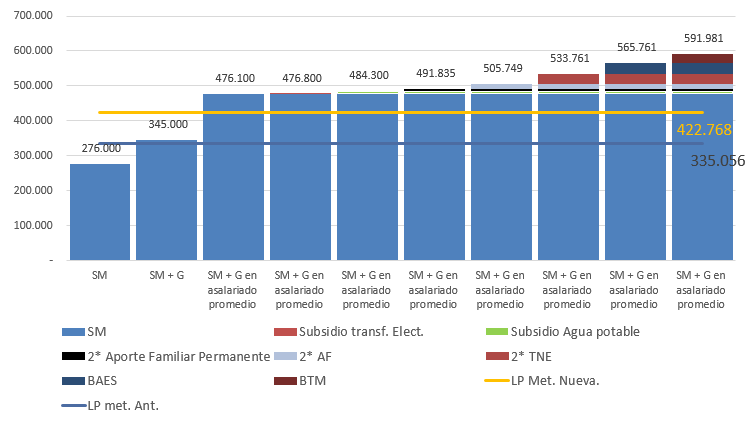 700.000
600.000
500.000
400.000
300.000
200.000
100.000
-
276.000
345.000
476.100
476.800
484.300
491.835
505.749
533.761
565.761
591.981
422.768
335.056
SM
SM + G
SM + G en
asalariado
promedio
SM + G en
asalariado
promedio
SM + G en
asalariado
promedio
SM + G en
asalariado
promedio
SM + G en
asalariado
promedio
SM + G en
asalariado
promedio
SM + G en
asalariado
promedio
SM + G en
asalariado
promedio
SM
Subsidio transf. Elect.
Subsidio Agua potable
2* Aporte Familiar Permanente
2* AF
2* TNE
BAES
BTM
LP Met. Nueva.
LP met. Ant.